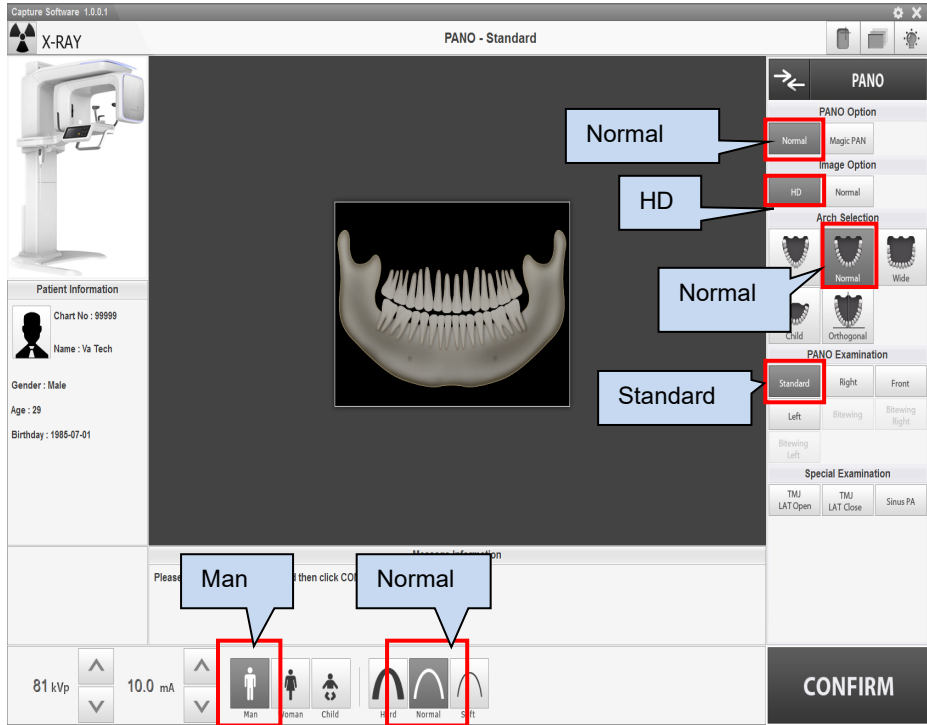 Capture Software 1.0.0.1
X-RAY
PANO - Standard
PANO
PANO Option
Normal
Magic PAN
Normal
Image Option
HD
Normal
HD
Arch Selection
Normal
Wide
Normal
Child
Orthogonal
PANO Examination
Standard
Right
Front
Standard
Left
Bitewing
Bitewing
Right
Bitewing
Left
Special Examination
TMJ
LAT Open
TMJ
LAT Close
Sinus PA
Patient Information
Chart No : 99999
Name : Va Tech
Gender : Male
Age : 29
Birthday : 1985-07-01
Message Information
Please then click
Man
Normal
81 kVp
10.0 mA
Man
Woman
Child
Hard
Normal
Soft
CONFIRM